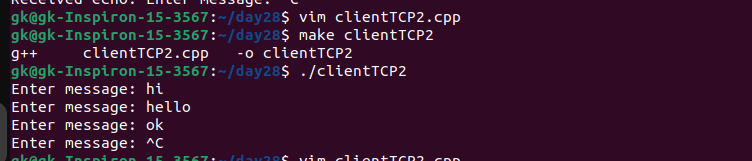 Received echo: Enter message: ^C
gk@gk-Inspiron-15-3567:~/day28$ vim clientTCP2.cpp
gk@gk-Inspiron-15-3567:~/day28$ make clientTCP2
g++     clientTCP2.cpp   -o clientTCP2
gk@gk-Inspiron-15-3567:~/day28$ ./clientTCP2
Enter message: hi
Enter message: hello
Enter message: ok
Enter message: ^C
gk@gk-Inspiron-15-3567:~/day28$ vim clientTCP2.cpp